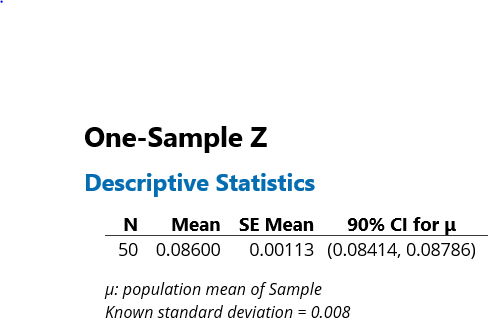 One-Sample Z
Descriptive Statistics
N Mean SE Mean 90% CI for μ
50 0.08600 0.00113 (0.08414, 0.08786)
μ: population mean of Sample
Known standard deviation = 0.008